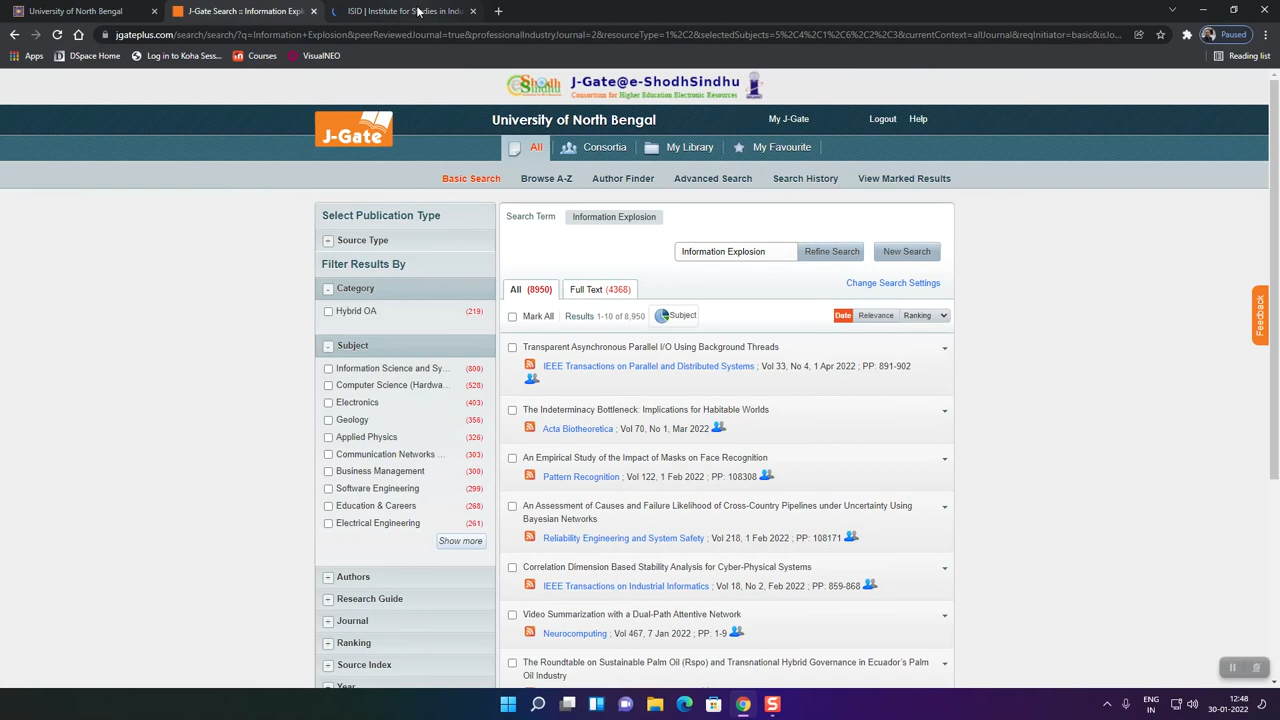 University of North Bengal
J-Gate Search :: Information Expl
ISID | Institute for Studies in Ind
jgateplus.com/search/search/?q=Information+Explosion&peerReviewedJournal=true&professionIndustryJournal=2&resourceType=1%2C2&selectedSubjects=5%2C4%2C1%2C6%2C2%2C3&currentContext=allJournal&reqInitiator=basic&isJo...
Paused
Apps
DSpace Home
Log in to Koha Sess...
Courses
VisualNEO
Reading list
e-ShodhSindhu
J-Gate@e-ShodhSindhu
Consortium for Higher Education Electronic Resources
J-Gate
University of North Bengal
My J-Gate
Logout
Help
All
Consortia
My Library
My Favourite
Basic Search
Browse A-Z
Author Finder
Advanced Search
Search History
View Marked Results
Select Publication Type
Source Type
Filter Results By
Category
Hybrid OA (219)
Subject
Information Science and Sy... (800)
Computer Science (Hardwa... (528)
Electronics (403)
Geology (356)
Applied Physics (326)
Communication Networks ... (303)
Business Management (300)
Software Engineering (299)
Education & Careers (268)
Electrical Engineering (261)
Show more
Authors
Research Guide
Journal
Ranking
Source Index
Year
Search Term
Information Explosion
Information Explosion
Refine Search
New Search
All (8950)
Full Text (4368)
Change Search Settings
Mark All
Results 1-10 of 8,950
Subject
Date
Relevance
Ranking
Transparent Asynchronous Parallel I/O Using Background Threads
IEEE Transactions on Parallel and Distributed Systems ; Vol 33, No 4, 1 Apr 2022 ; PP: 891-902
The Indeterminacy Bottleneck: Implications for Habitable Worlds
Acta Biotheoretica ; Vol 70, No 1, Mar 2022
An Empirical Study of the Impact of Masks on Face Recognition
Pattern Recognition ; Vol 122, 1 Feb 2022 ; PP: 108308
An Assessment of Causes and Failure Likelihood of Cross-Country Pipelines under Uncertainty Using
Bayesian Networks
Reliability Engineering and System Safety ; Vol 218, 1 Feb 2022 ; PP: 108171
Correlation Dimension Based Stability Analysis for Cyber-Physical Systems
IEEE Transactions on Industrial Informatics ; Vol 18, No 2, Feb 2022 ; PP: 859-868
Video Summarization with a Dual-Path Attentive Network
Neurocomputing ; Vol 467, 7 Jan 2022 ; PP: 1-9
The Roundtable on Sustainable Palm Oil (Rspo) and Transnational Hybrid Governance in Ecuador's Palm
Oil Industry
Feedback
ENG
IN
12:48
30-01-2022